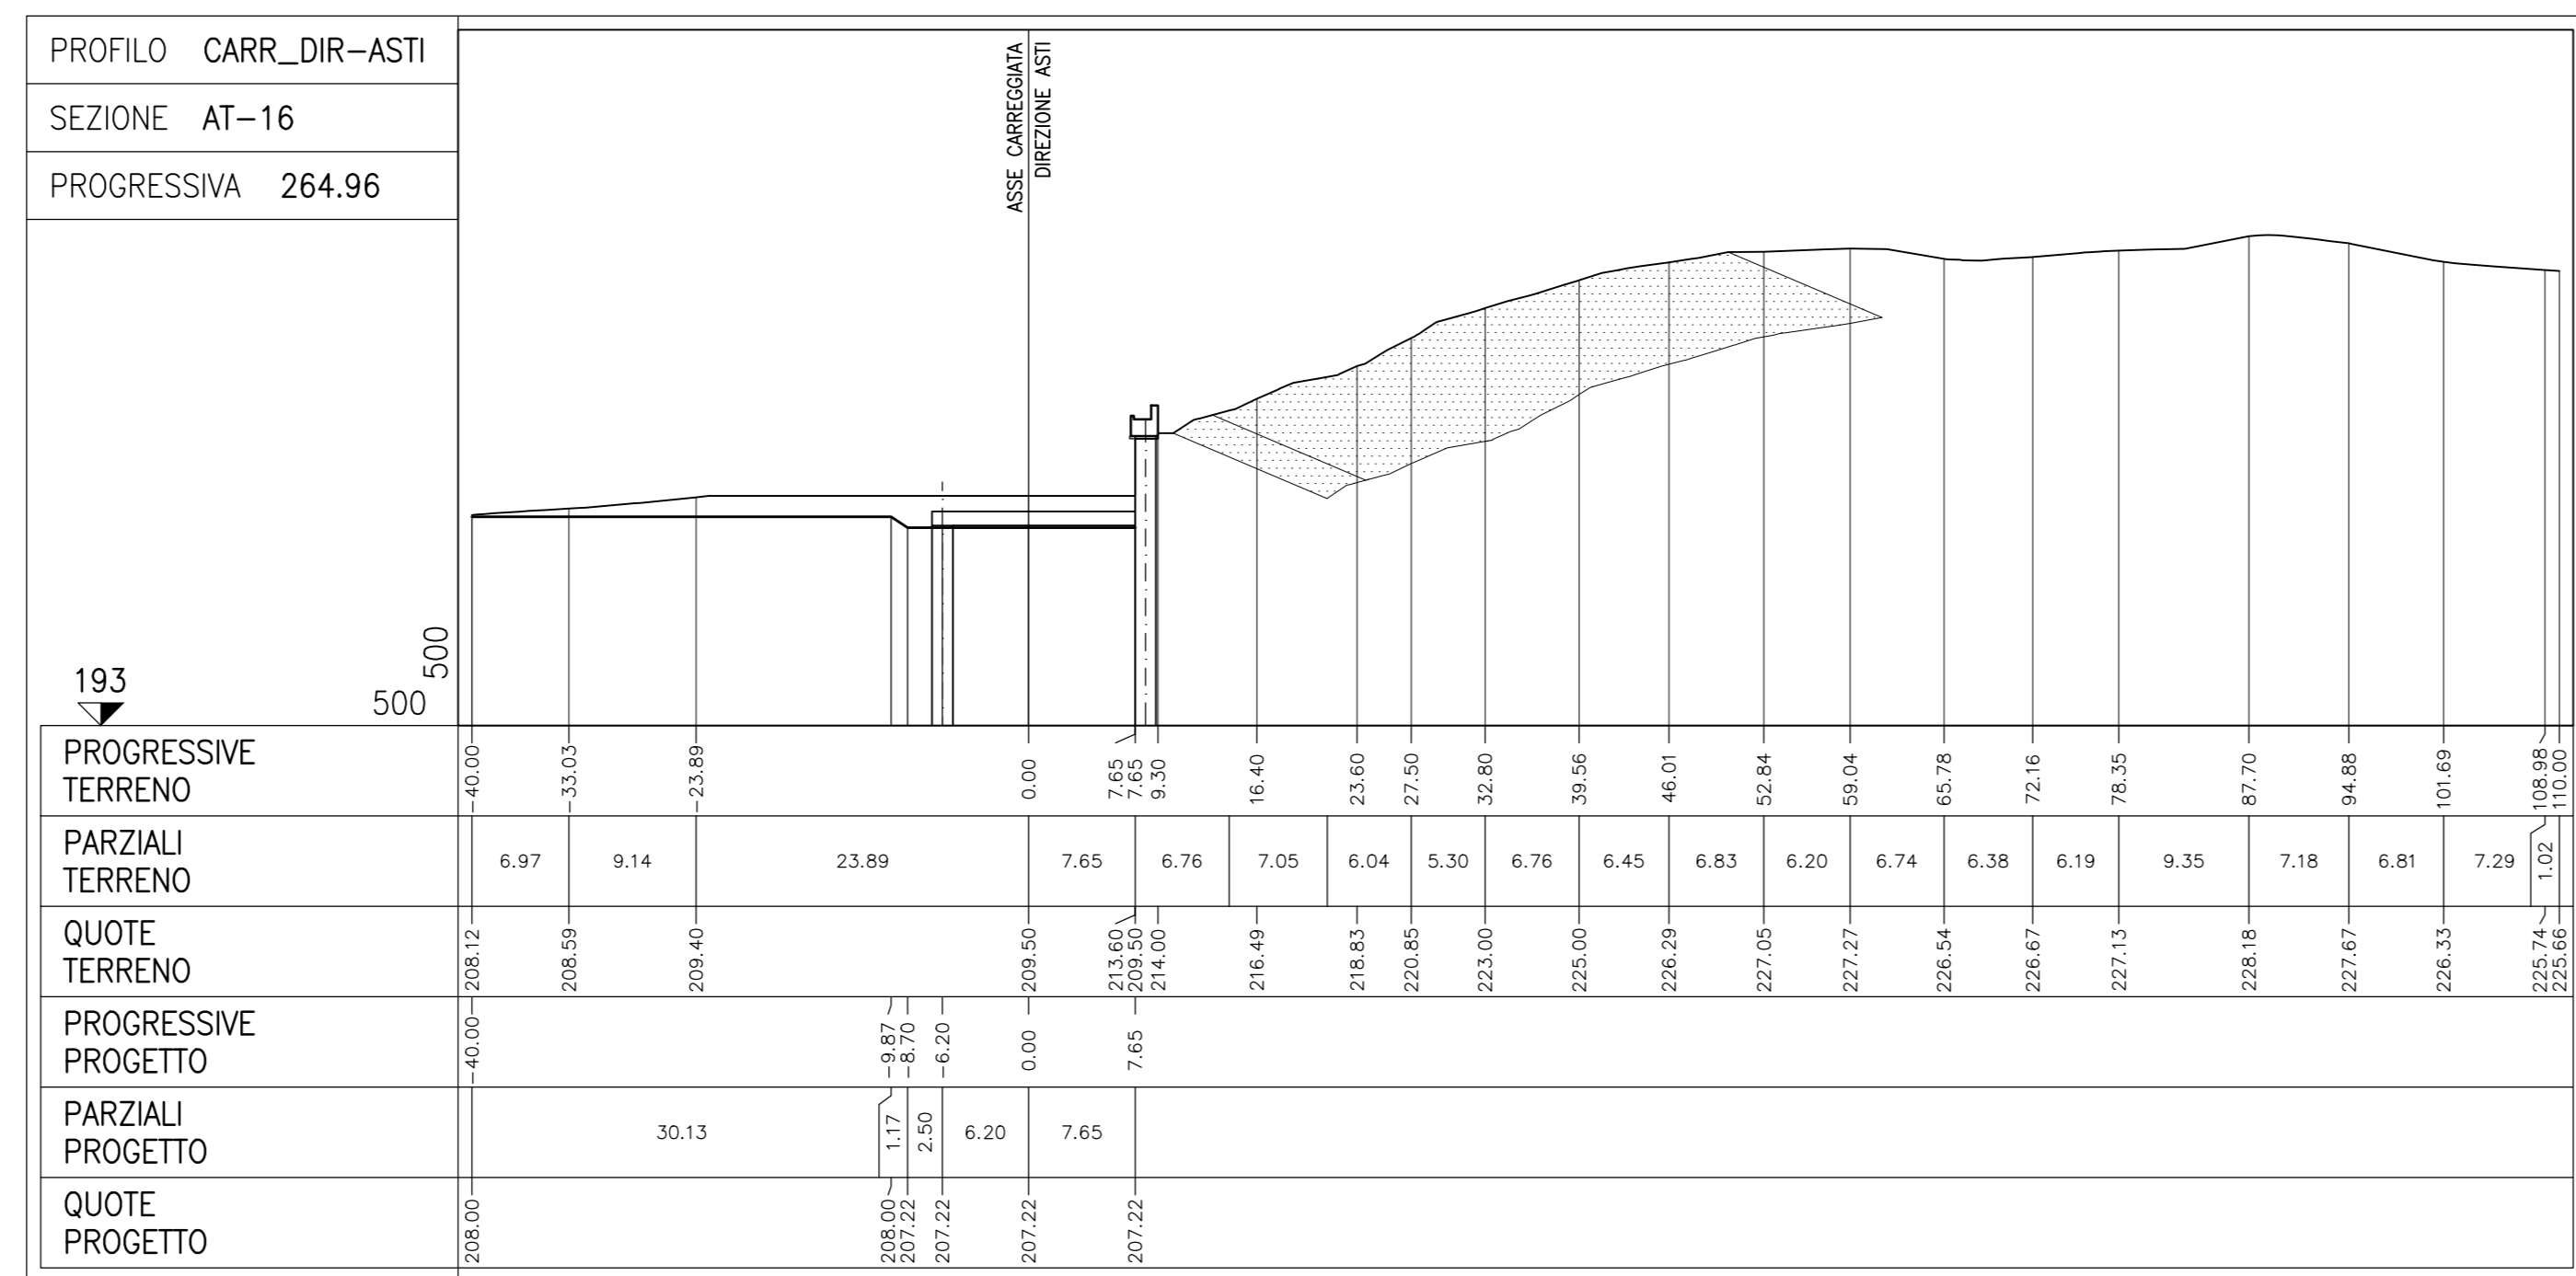 PROFILO CARR_DIR-ASTI
SEZIONE AT-16
PROGRESSIVA 264.96
ASSE CARREGGIATA
DIREZIONE ASTI
193
500
500
PROGRESSIVE
TERRENO
-40.00 -33.03 -23.89 0.00 7.65 7.65 9.30 16.40 23.60 27.50 32.80 39.56 46.01 52.84 59.04 65.78 72.16 78.35 87.70 94.88 101.69 108.98 110.00
PARZIALI
TERRENO
6.97 9.14 23.89 7.65 6.76 7.05 6.04 5.30 6.76 6.45 6.83 6.20 6.74 6.38 6.19 9.35 7.18 6.81 7.29 1.02
QUOTE
TERRENO
208.12 208.59 209.40 209.50 213.60 209.50 214.00 216.49 218.83 220.85 223.00 225.00 226.29 227.05 227.27 226.54 226.67 227.13 228.18 227.67 226.33 225.74 225.66
PROGRESSIVE
PROGETTO
-40.00 -9.87 -8.70 -6.20 0.00 7.65
PARZIALI
PROGETTO
30.13 1.17 2.50 6.20 7.65
QUOTE
PROGETTO
208.00 208.00 207.22 207.22 207.22 207.22